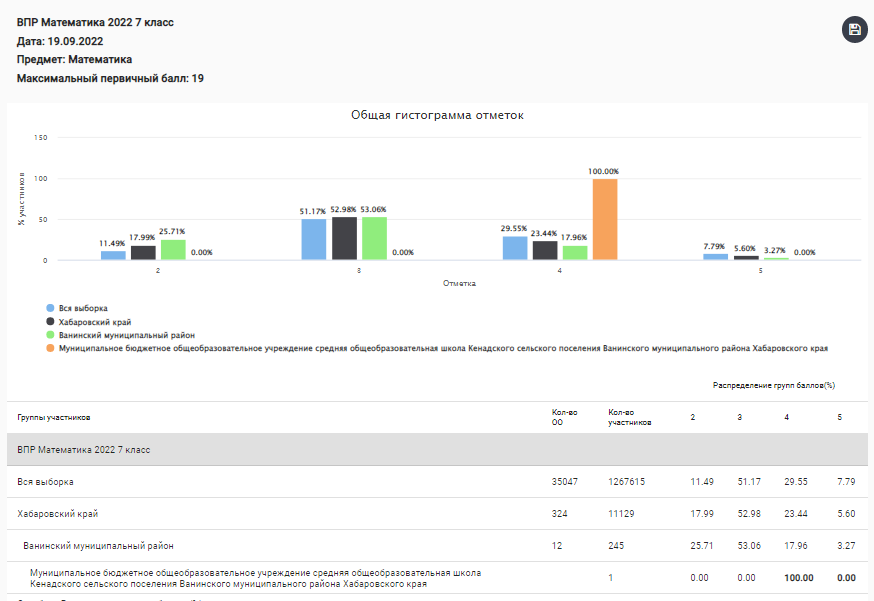 ВПР Математика 2022 7 класс
Дата: 19.09.2022
Предмет: Математика
Максимальный первичный балл: 19
Общая гистограмма отметок
% участников
150
100
50
0
11.49% 17.99% 25.71% 0.00%
51.17% 52.98% 53.06% 0.00%
29.55% 23.44% 17.96% 100.00%
7.79% 5.60% 3.27% 0.00%
2 3 4 5
Отметка
Вся выборка
Хабаровский край
Ванинский муниципальный район
Муниципальное бюджетное общеобразовательное учреждение средняя общеобразовательная школа Кенадского сельского поселения Ванинского муниципального района Хабаровского края
Распределение групп баллов(%)
Группы участников Кол-во ОО Кол-во участников 2 3 4 5
ВПР Математика 2022 7 класс
Вся выборка 35047 1267615 11.49 51.17 29.55 7.79
Хабаровский край 324 11129 17.99 52.98 23.44 5.60
Ванинский муниципальный район 12 245 25.71 53.06 17.96 3.27
Муниципальное бюджетное общеобразовательное учреждение средняя общеобразовательная школа
Кенадского сельского поселения Ванинского муниципального района Хабаровского края 1 0.00 0.00 100.00 0.00